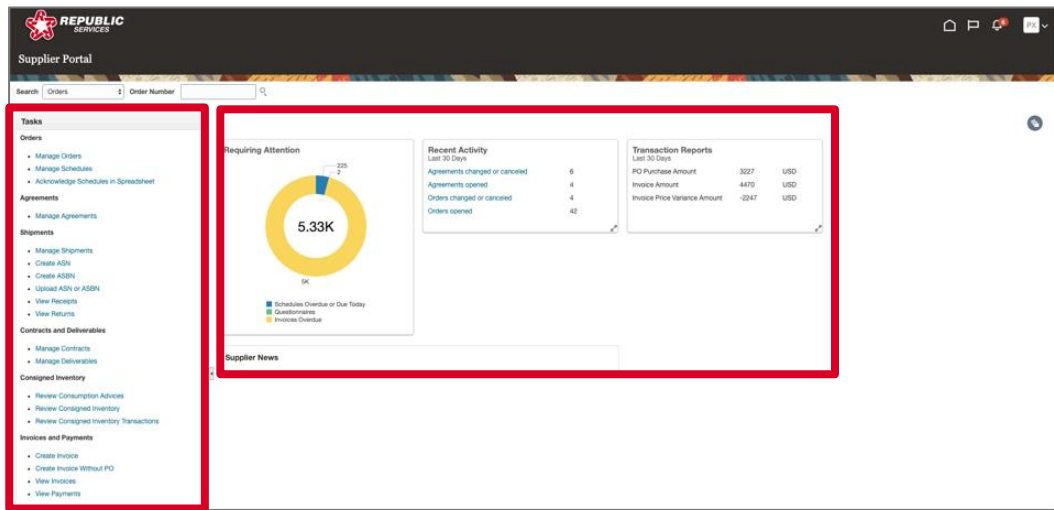 REPUBLIC
SERVICES
PX
Supplier Portal
Search Orders Order Number
Tasks
Orders
Manage Orders
Manage Schedules
Acknowledge Schedules in Spreadsheet
Agreements
Manage Agreements
Shipments
Manage Shipments
Create ASN
Create ASBN
Upload ASN or ASBN
View Receipts
View Returns
Contracts and Deliverables
Manage Contracts
Manage Deliverables
Consigned Inventory
Review Consumption Advices
Review Consigned Inventory
Review Consigned Inventory Transactions
Invoices and Payments
Create Invoice
Create Invoice Without PO
View Invoices
View Payments
Requiring Attention
225
2
5.33K
5K
Schedules Overdue or Due Today
Questionnaires
Invoices Overdue
Recent Activity
Last 30 Days
Agreements changed or canceled 6
Agreements opened 4
Orders changed or canceled 4
Orders opened 42
Transaction Reports
Last 30 Days
PO Purchase Amount 3227 USD
Invoice Amount 4470 USD
Invoice Price Variance Amount -2247 USD
Supplier News